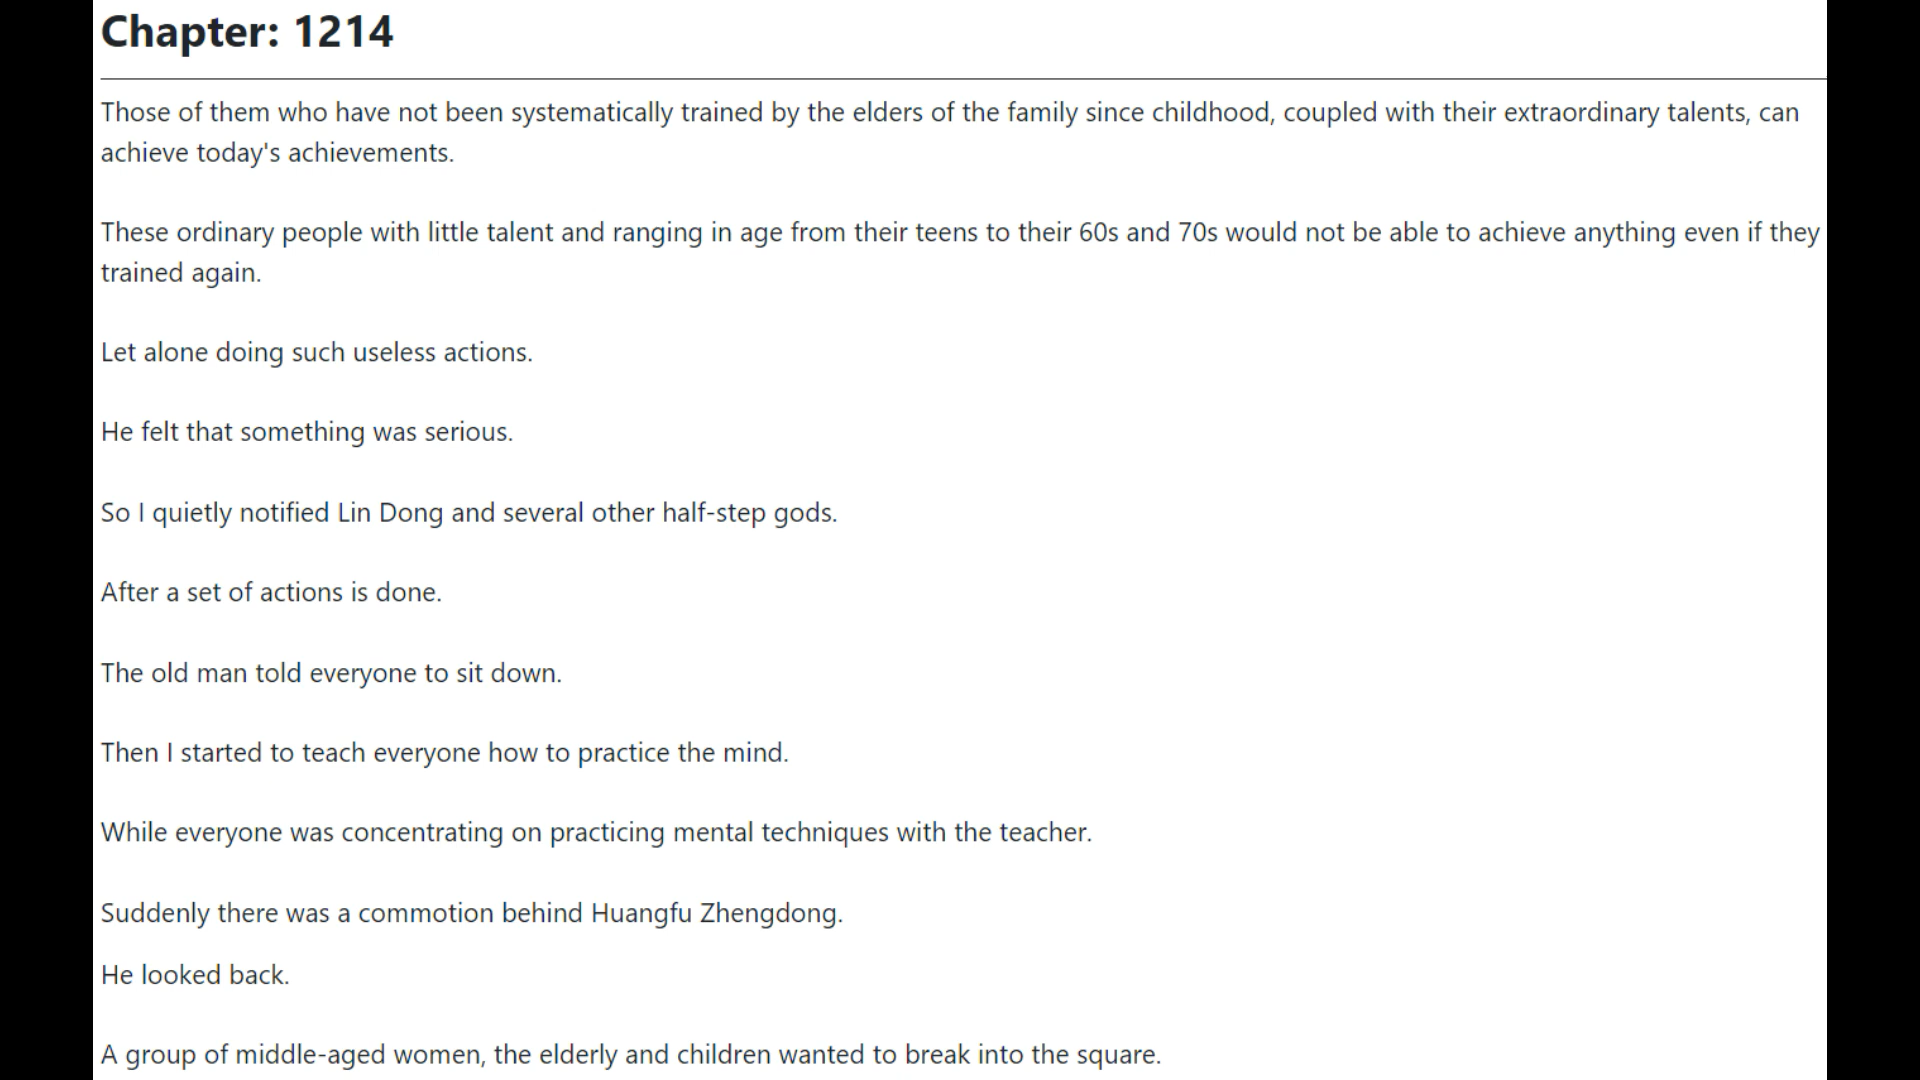 Chapter: 1214
Those of them who have not been systematically trained by the elders of the family since childhood, coupled with their extraordinary talents, can
achieve today's achievements.
These ordinary people with little talent and ranging in age from their teens to their 60s and 70s would not be able to achieve anything even if they
trained again.
Let alone doing such useless actions.
He felt that something was serious.
So I quietly notified Lin Dong and several other half-step gods.
After a set of actions is done.
The old man told everyone to sit down.
Then I started to teach everyone how to practice the mind.
While everyone was concentrating on practicing mental techniques with the teacher.
Suddenly there was a commotion behind Huangfu Zhengdong.
He looked back.
A group of middle-aged women, the elderly and children wanted to break into the square.